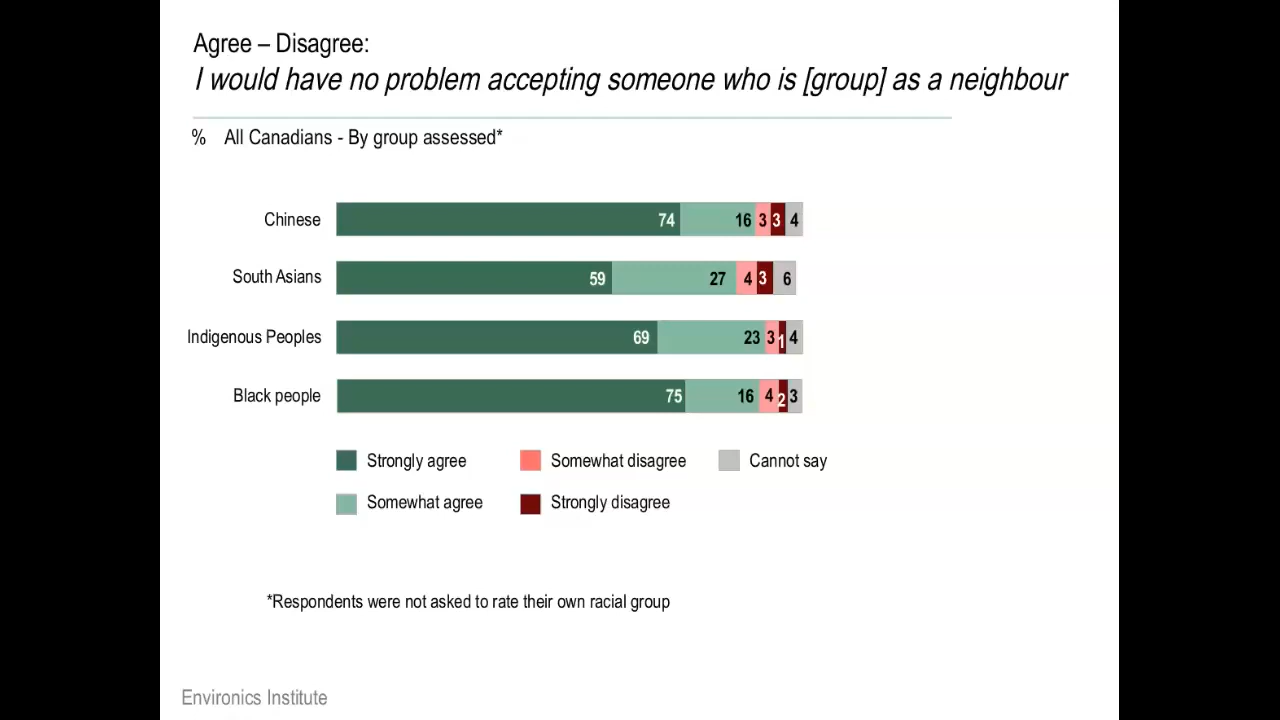 Agree – Disagree:
I would have no problem accepting someone who is [group] as a neighbour
% All Canadians - By group assessed*
Chinese 74 16 3 3 4
South Asians 59 27 4 3 6
Indigenous Peoples 69 23 3 1 4
Black people 75 16 4 2 3
Strongly agree Somewhat disagree Cannot say
Somewhat agree Strongly disagree
*Respondents were not asked to rate their own racial group
Environics Institute